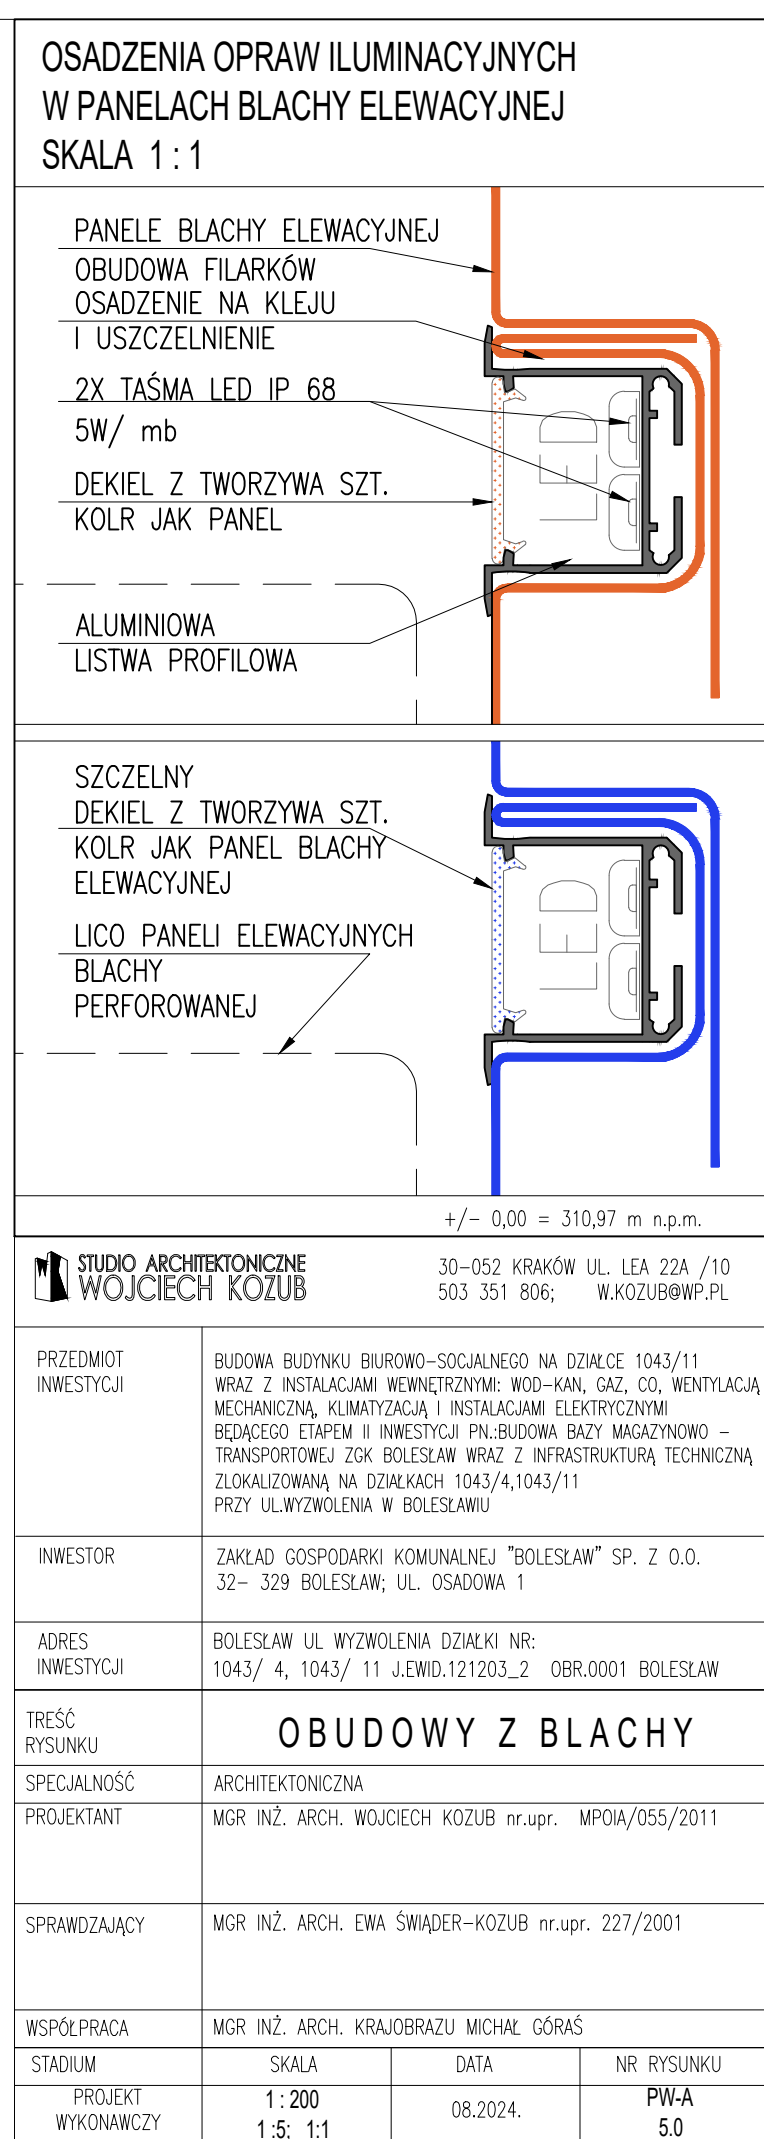 OSADZENIA OPRAW ILUMINACYJNYCH
W PANELACH BLACHY ELEWACYJNEJ
SKALA 1 : 1
PANELE BLACHY ELEWACYJNEJ
OBUDOWA FILARKÓW
OSADZENIE NA KLEJU
I USZCZELNIENIE
2X TAŚMA LED IP 68
5W/ mb
DEKIEL Z TWORZYWA SZT.
KOLR JAK PANEL
LED
ALUMINIOWA
LISTWA PROFILOWA
SZCZELNY
DEKIEL Z TWORZYWA SZT.
KOLR JAK PANEL BLACHY
ELEWACYJNEJ
LED
LICO PANELI ELEWACYJNYCH
BLACHY
PERFOROWANEJ
+/- 0,00 = 310,97 m n.p.m.
STUDIO ARCHITEKTONICZNE
WOJCIECH KOZUB
30-052 KRAKÓW UL. LEA 22A /10
503 351 806; W.KOZUB@WP.PL
PRZEDMIOT
INWESTYCJI
BUDOWA BUDYNKU BIUROWO-SOCJALNEGO NA DZIAŁCE 1043/11
WRAZ Z INSTALACJAMI WEWNĘTRZNYMI: WOD-KAN, GAZ, CO, WENTYLACJĄ
MECHANICZNĄ, KLIMATYZACJĄ I INSTALACJAMI ELEKTRYCZNYMI
BĘDĄCEGO ETAPEM II INWESTYCJI PN.:BUDOWA BAZY MAGAZYNOWO -
TRANSPORTOWEJ ZGK BOLESŁAW WRAZ Z INFRASTRUKTURĄ TECHNICZNĄ
ZLOKALIZOWANĄ NA DZIAŁKACH 1043/4,1043/11
PRZY UL.WYZWOLENIA W BOLESŁAWIU
INWESTOR
ZAKŁAD GOSPODARKI KOMUNALNEJ "BOLESŁAW" SP. Z O.O.
32- 329 BOLESŁAW; UL. OSADOWA 1
ADRES
INWESTYCJI
BOLESŁAW UL WYZWOLENIA DZIAŁKI NR:
1043/ 4, 1043/ 11 J.EWID.121203_2 OBR.0001 BOLESŁAW
TREŚĆ
RYSUNKU
OBUDOWY Z BLACHY
SPECJALNOŚĆ
ARCHITEKTONICZNA
PROJEKTANT
MGR INŻ. ARCH. WOJCIECH KOZUB nr.upr. MPOIA/055/2011
SPRAWDZAJĄCY
MGR INŻ. ARCH. EWA ŚWIĄDER-KOZUB nr.upr. 227/2001
WSPÓŁPRACA
MGR INŻ. ARCH. KRAJOBRAZU MICHAŁ GÓRAŚ
STADIUM
SKALA
DATA
NR RYSUNKU
PROJEKT
WYKONAWCZY
1 : 200
1 :5; 1:1
08.2024.
PW-A
5.0